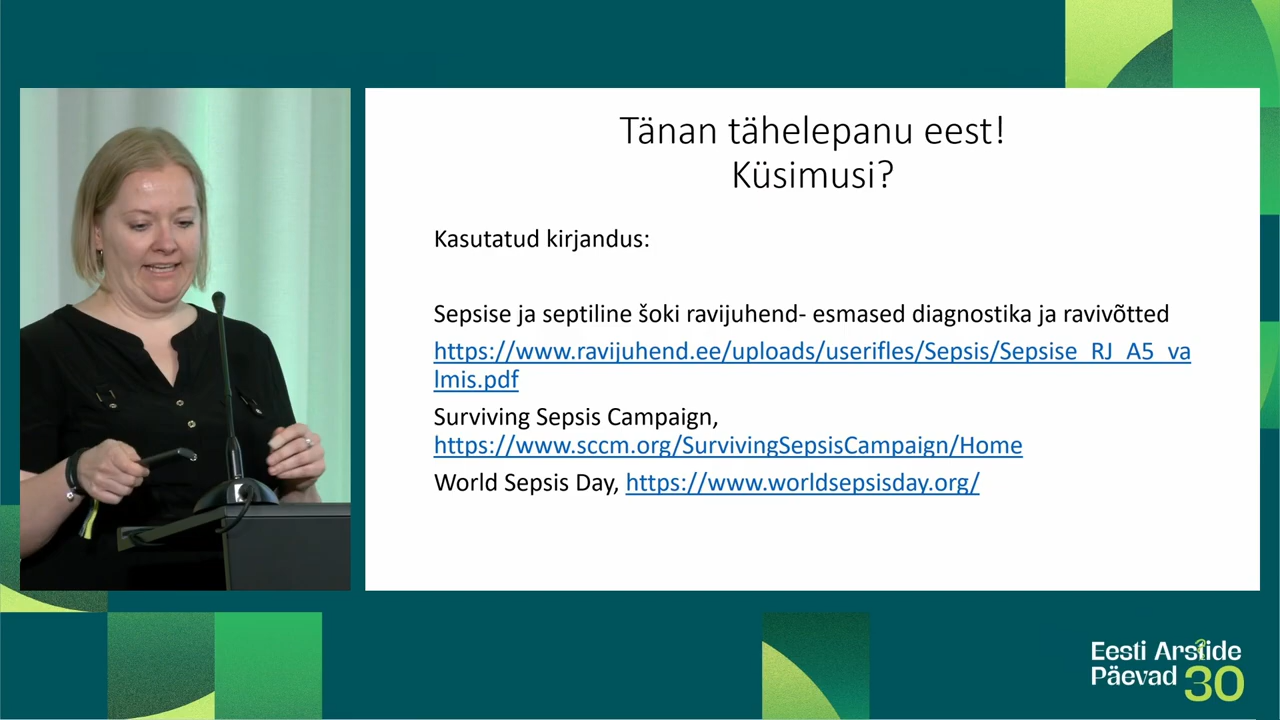 Tänan tähelepanu eest!
Küsimusi?
Kasutatud kirjandus:
Sepsise ja septiline šoki ravijuhend- esmased diagnostika ja ravivõtted
https://www.ravijuhend.ee/uploads/userifles/Sepsis/Sepsise_RJ_A5_va
lmis.pdf
Surviving Sepsis Campaign,
https://www.sccm.org/SurvivingSepsisCampaign/Home
World Sepsis Day, https://www.worldsepsisday.org/
Eesti Arstide
Päevad 30